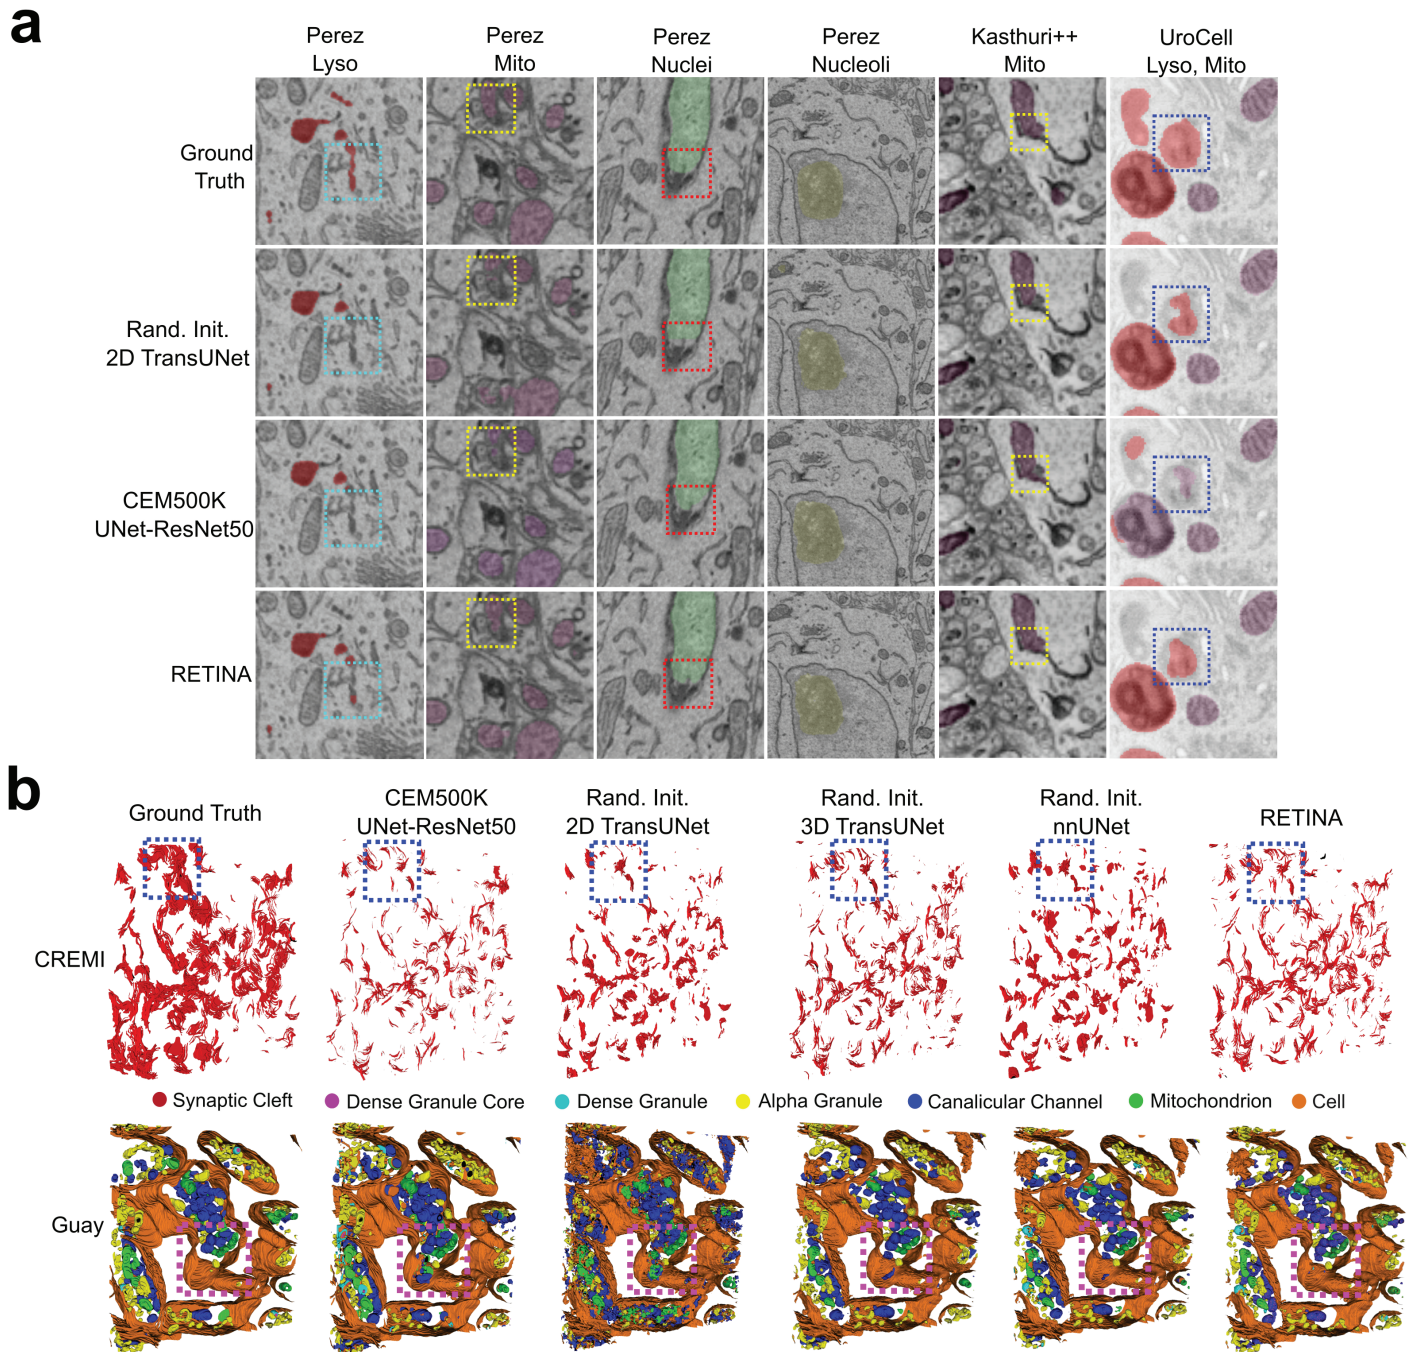 a
Perez
Lyso
Perez
Mito
Perez
Nuclei
Perez
Nucleoli
Kasthuri++
Mito
UroCell
Lyso, Mito
Ground
Truth
Rand. Init.
2D TransUNet
CEM500K
UNet-ResNet50
RETINA
b
Ground Truth
CEM500K
UNet-ResNet50
Rand. Init.
2D TransUNet
Rand. Init.
3D TransUNet
Rand. Init.
nnUNet
RETINA
CREMI
Synaptic Cleft
Dense Granule Core
Dense Granule
Alpha Granule
Canalicular Channel
Mitochondrion
Cell
Guay